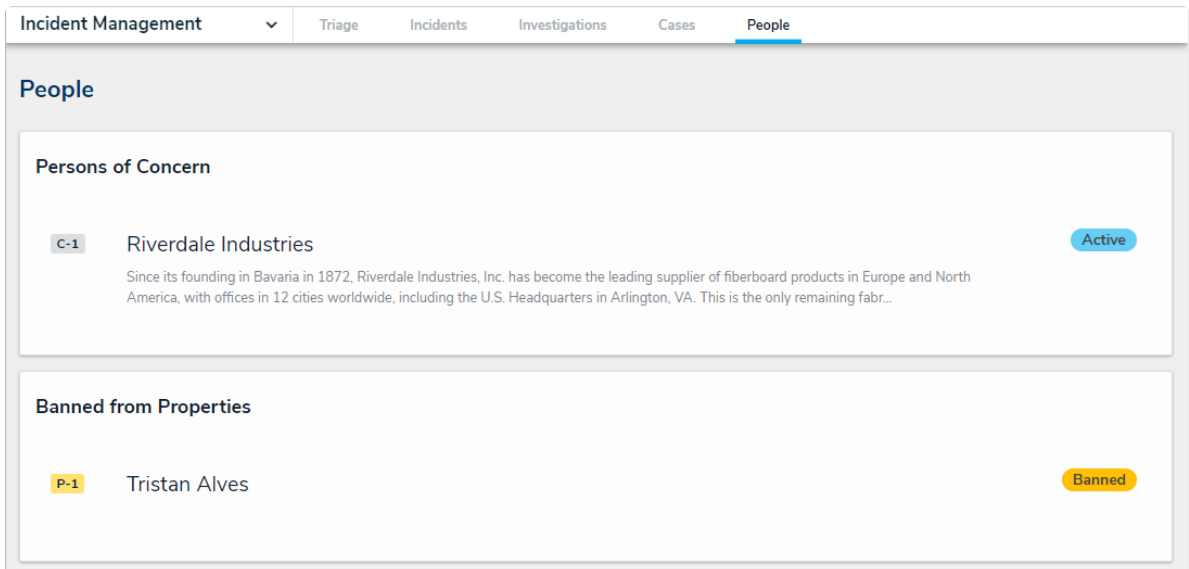 Incident Management Triage Incidents Investigations Cases People
People
Persons of Concern
C-1 Riverdale Industries Active
Since its founding in Bavaria in 1872, Riverdale Industries, Inc. has become the leading supplier of fiberboard products in Europe and North
America, with offices in 12 cities worldwide, including the U.S. Headquarters in Arlington, VA. This is the only remaining fabr...
Banned from Properties
P-1 Tristan Alves Banned